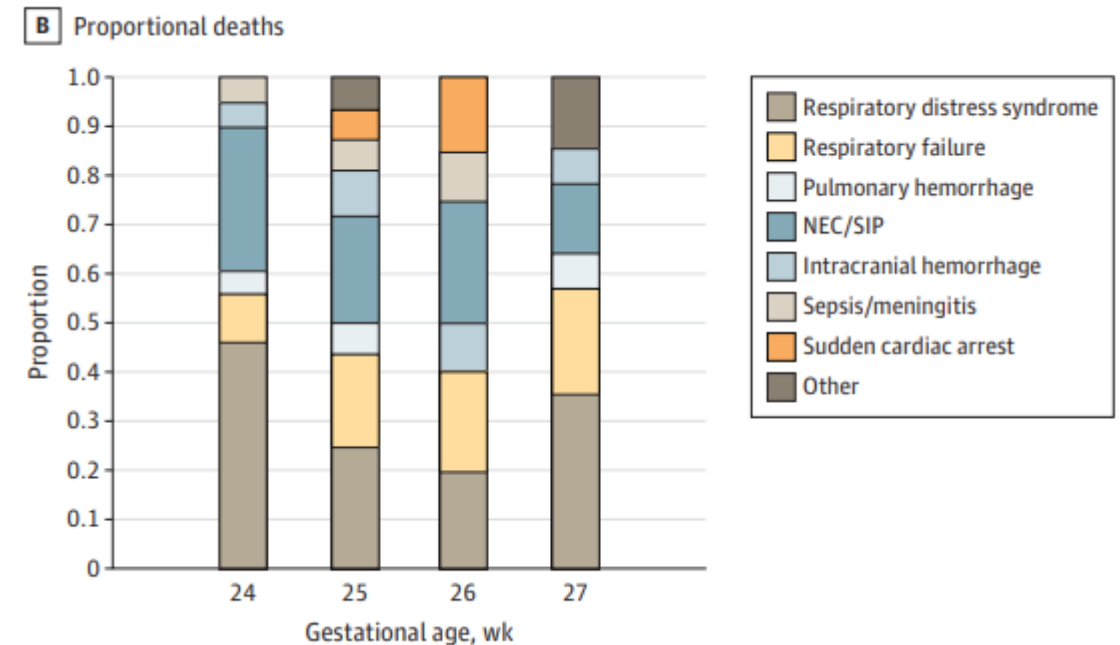 B Proportional deaths
1.0
0.9
0.8
0.7
0.6
0.5
0.4
0.3
0.2
0.1
0
Proportion
24 25 26 27
Gestational age, wk
Respiratory distress syndrome
Respiratory failure
Pulmonary hemorrhage
NEC/SIP
Intracranial hemorrhage
Sepsis/meningitis
Sudden cardiac arrest
Other